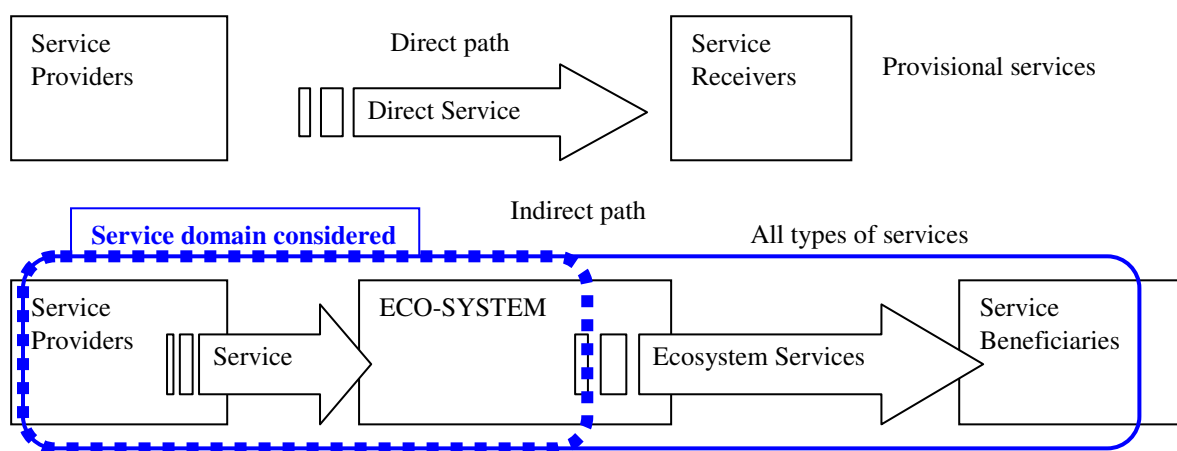 Service
Providers
Direct path
Direct Service
Service
Receivers
Provisional services
Indirect path
Service domain considered
All types of services
Service
Providers
Service
ECO-SYSTEM
Ecosystem Services
Service
Beneficiaries